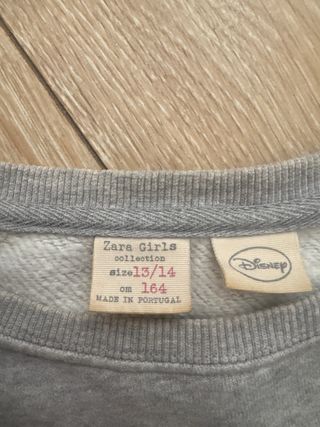 Zara Girls
collection
size 13/14
cm 164
MADE IN PORTUGAL
Disney